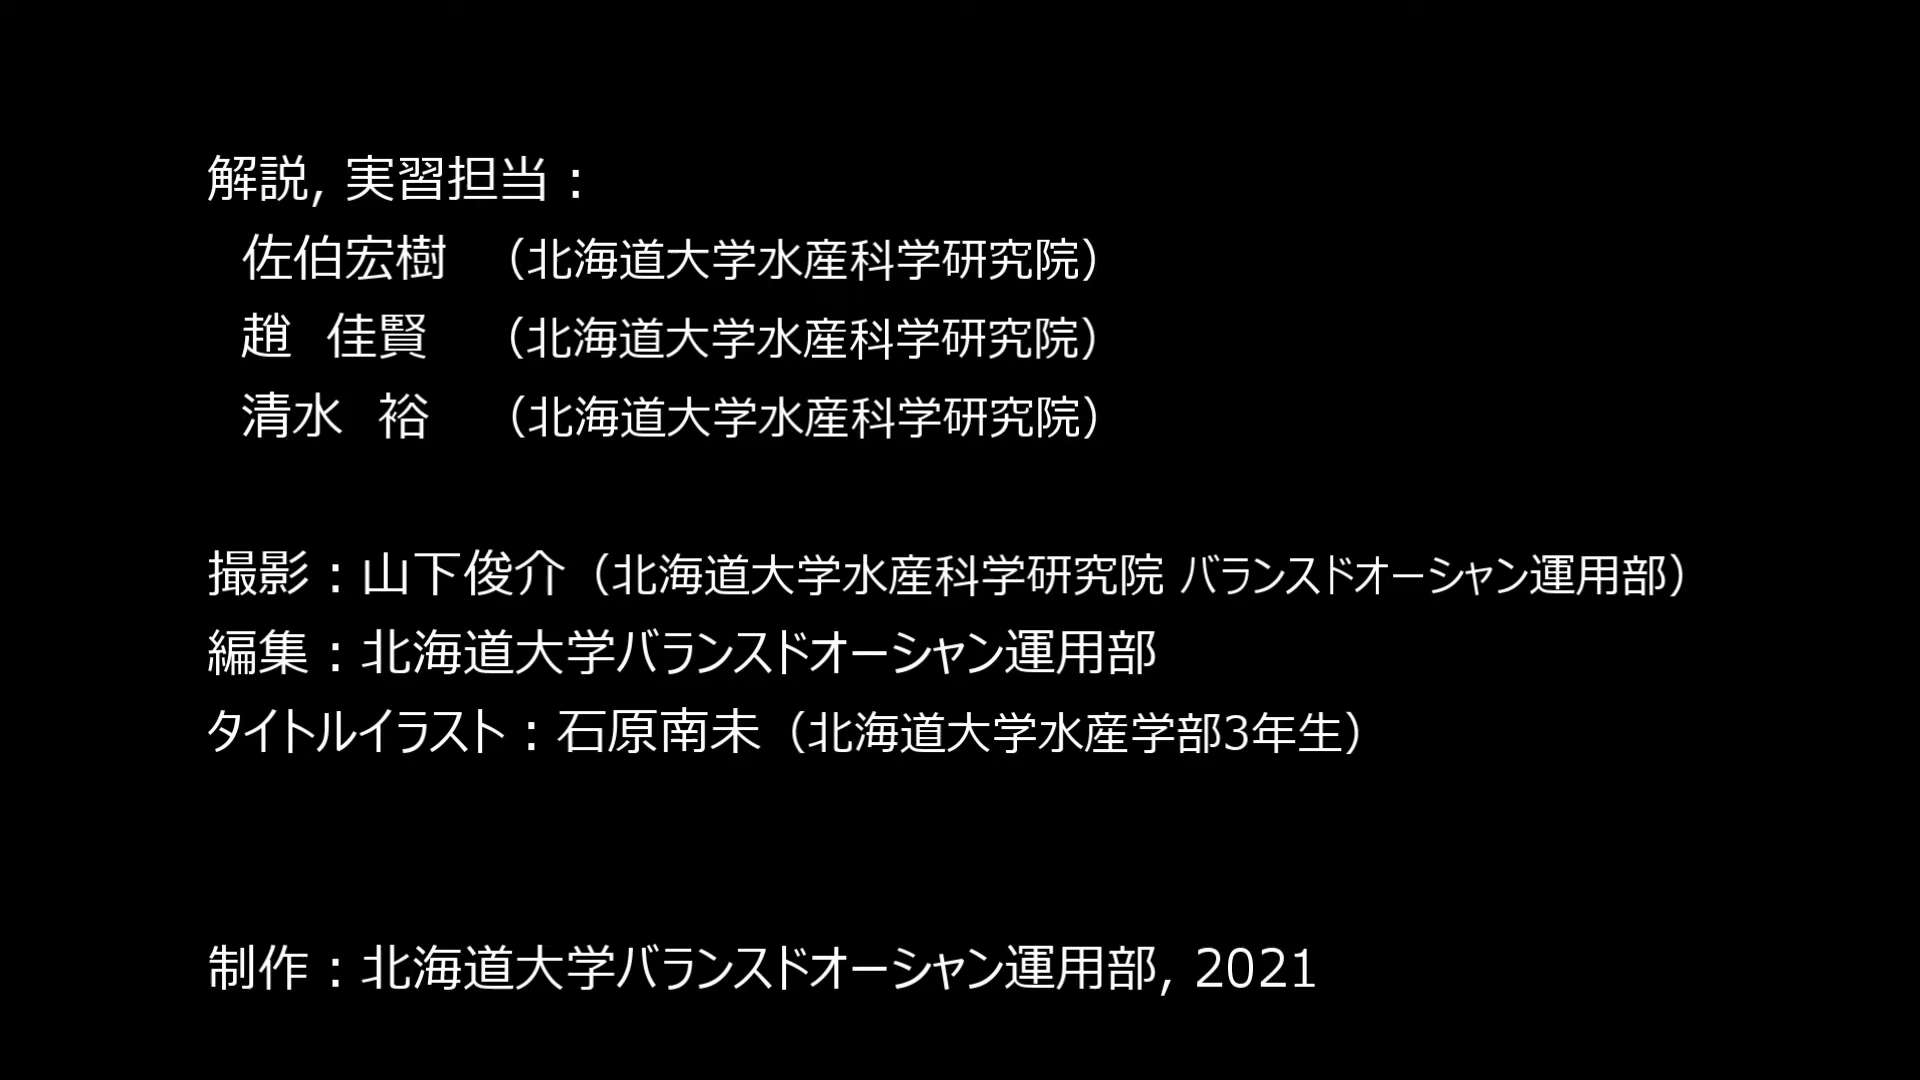 解説, 実習担当：
佐伯宏樹　（北海道大学水産科学研究院）
趙　佳賢　（北海道大学水産科学研究院）
清水　裕　（北海道大学水産科学研究院）
撮影：山下俊介（北海道大学水産科学研究院 バランスドオーシャン運用部）
編集：北海道大学バランスドオーシャン運用部
タイトルイラスト：石原南未（北海道大学水産学部3年生）
制作：北海道大学バランスドオーシャン運用部, 2021